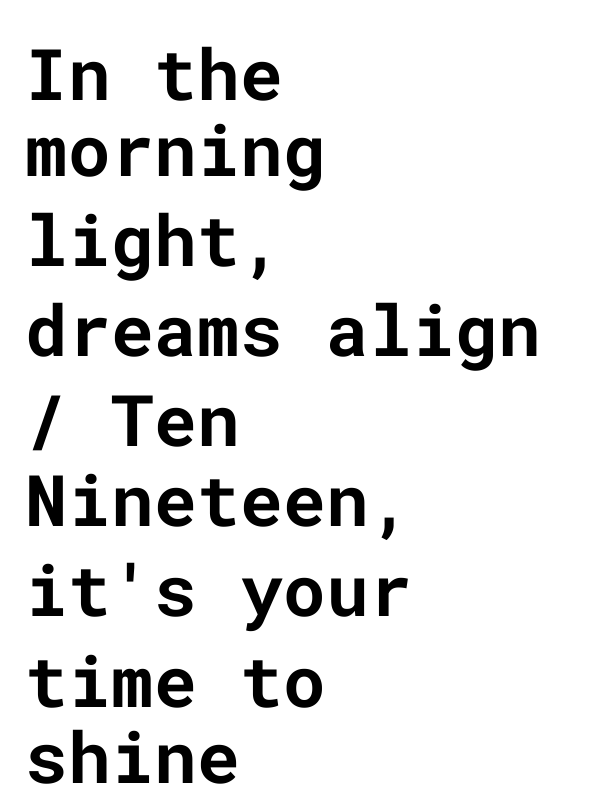 In the
morning
light,
dreams align
/ Ten
Nineteen,
it's your
time to
shine